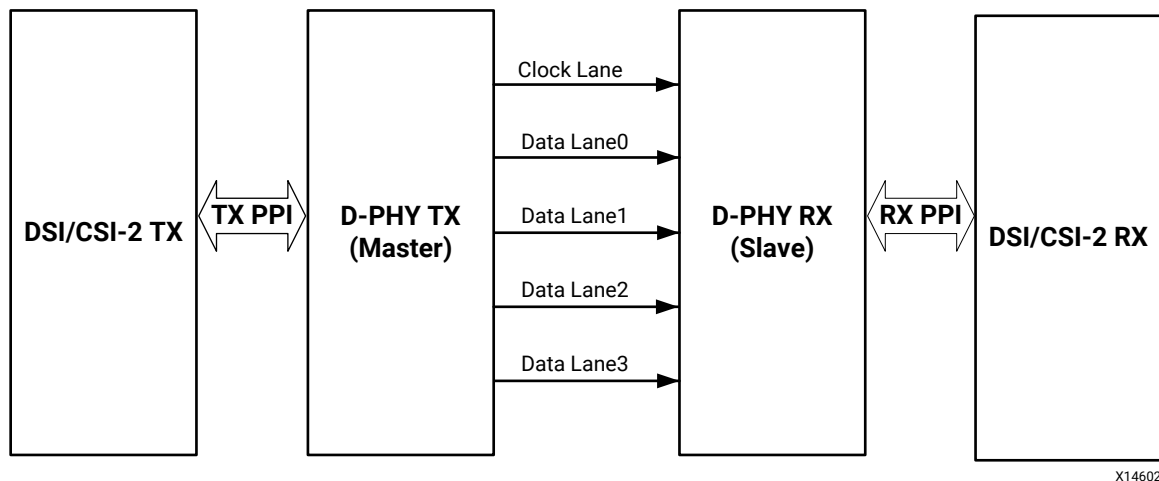 Clock Lane
Data Lane0
Data Lane1
Data Lane2
Data Lane3
DSI/CSI-2 TX
TX PPI
D-PHY TX
(Master)
D-PHY RX
(Slave)
RX PPI
DSI/CSI-2 RX
X14602